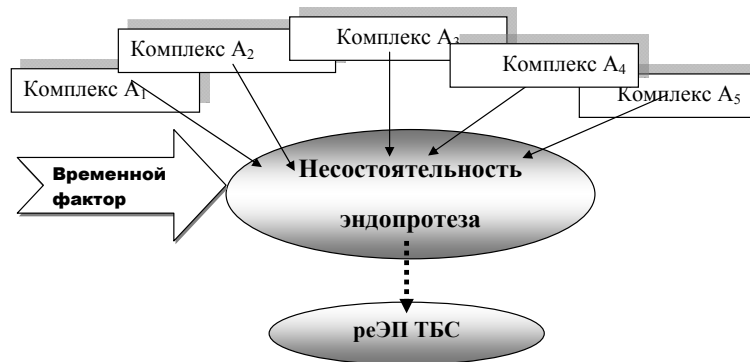 Комплекс А1
Комплекс А2
Комплекс А3
Комплекс А4
Комплекс А5
Временной
фактор
Несостоятельность
эндопротеза
реЭП ТБС